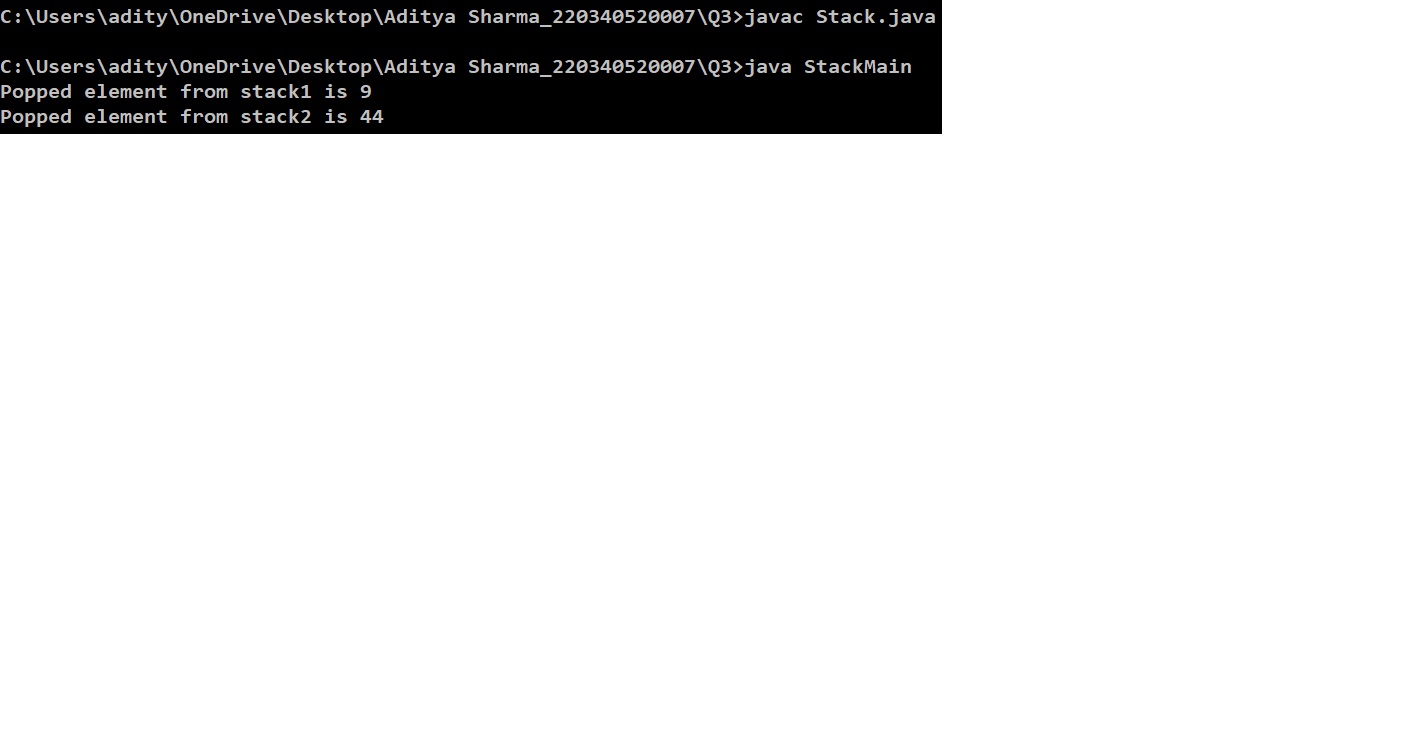 C:\Users\adity\OneDrive\Desktop\Aditya Sharma_220340520007\Q3>javac Stack.java
C:\Users\adity\OneDrive\Desktop\Aditya Sharma_220340520007\Q3>java StackMain
Popped element from stack1 is 9
Popped element from stack2 is 44